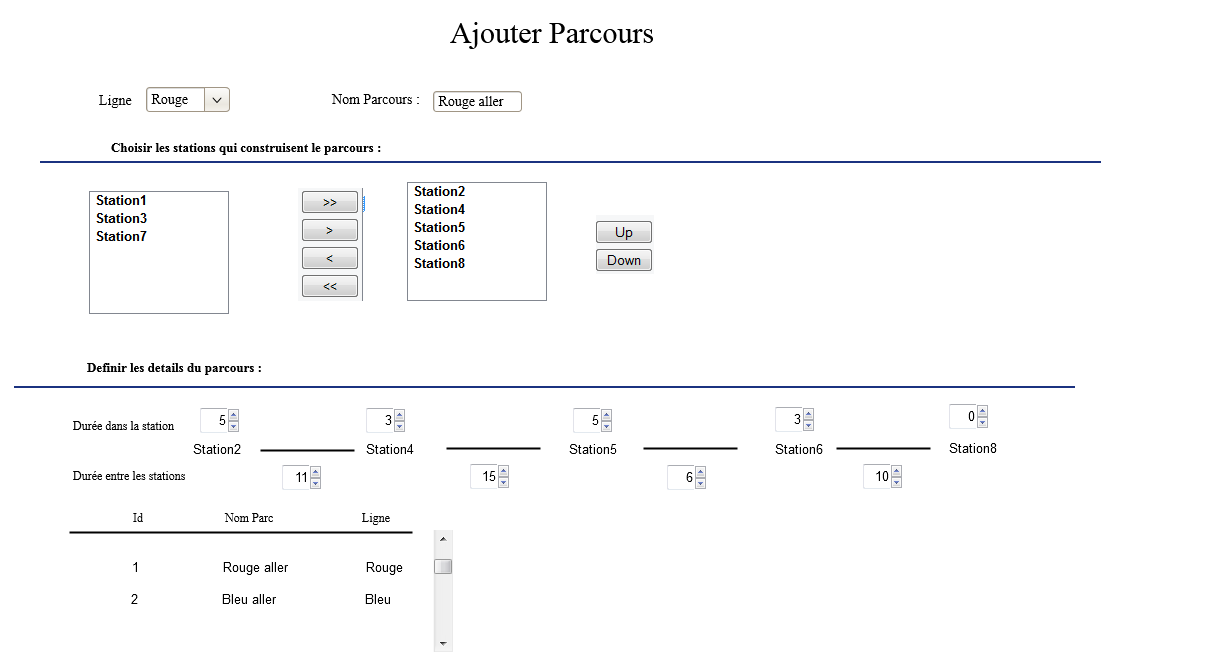 Ajouter Parcours
Ligne Rouge Nom Parcours : Rouge aller
Choisir les stations qui construisent le parcours :
Station1
Station3
Station7
>>
>
<
<<
Station2
Station4
Station5
Station6
Station8
Up
Down
Definir les details du parcours :
Durée dans la station 5 3 5 3 0
Station2 Station4 Station5 Station6 Station8
Durée entre les stations 11 15 6 10
Id Nom Parc Ligne
1 Rouge aller Rouge
2 Bleu aller Bleu